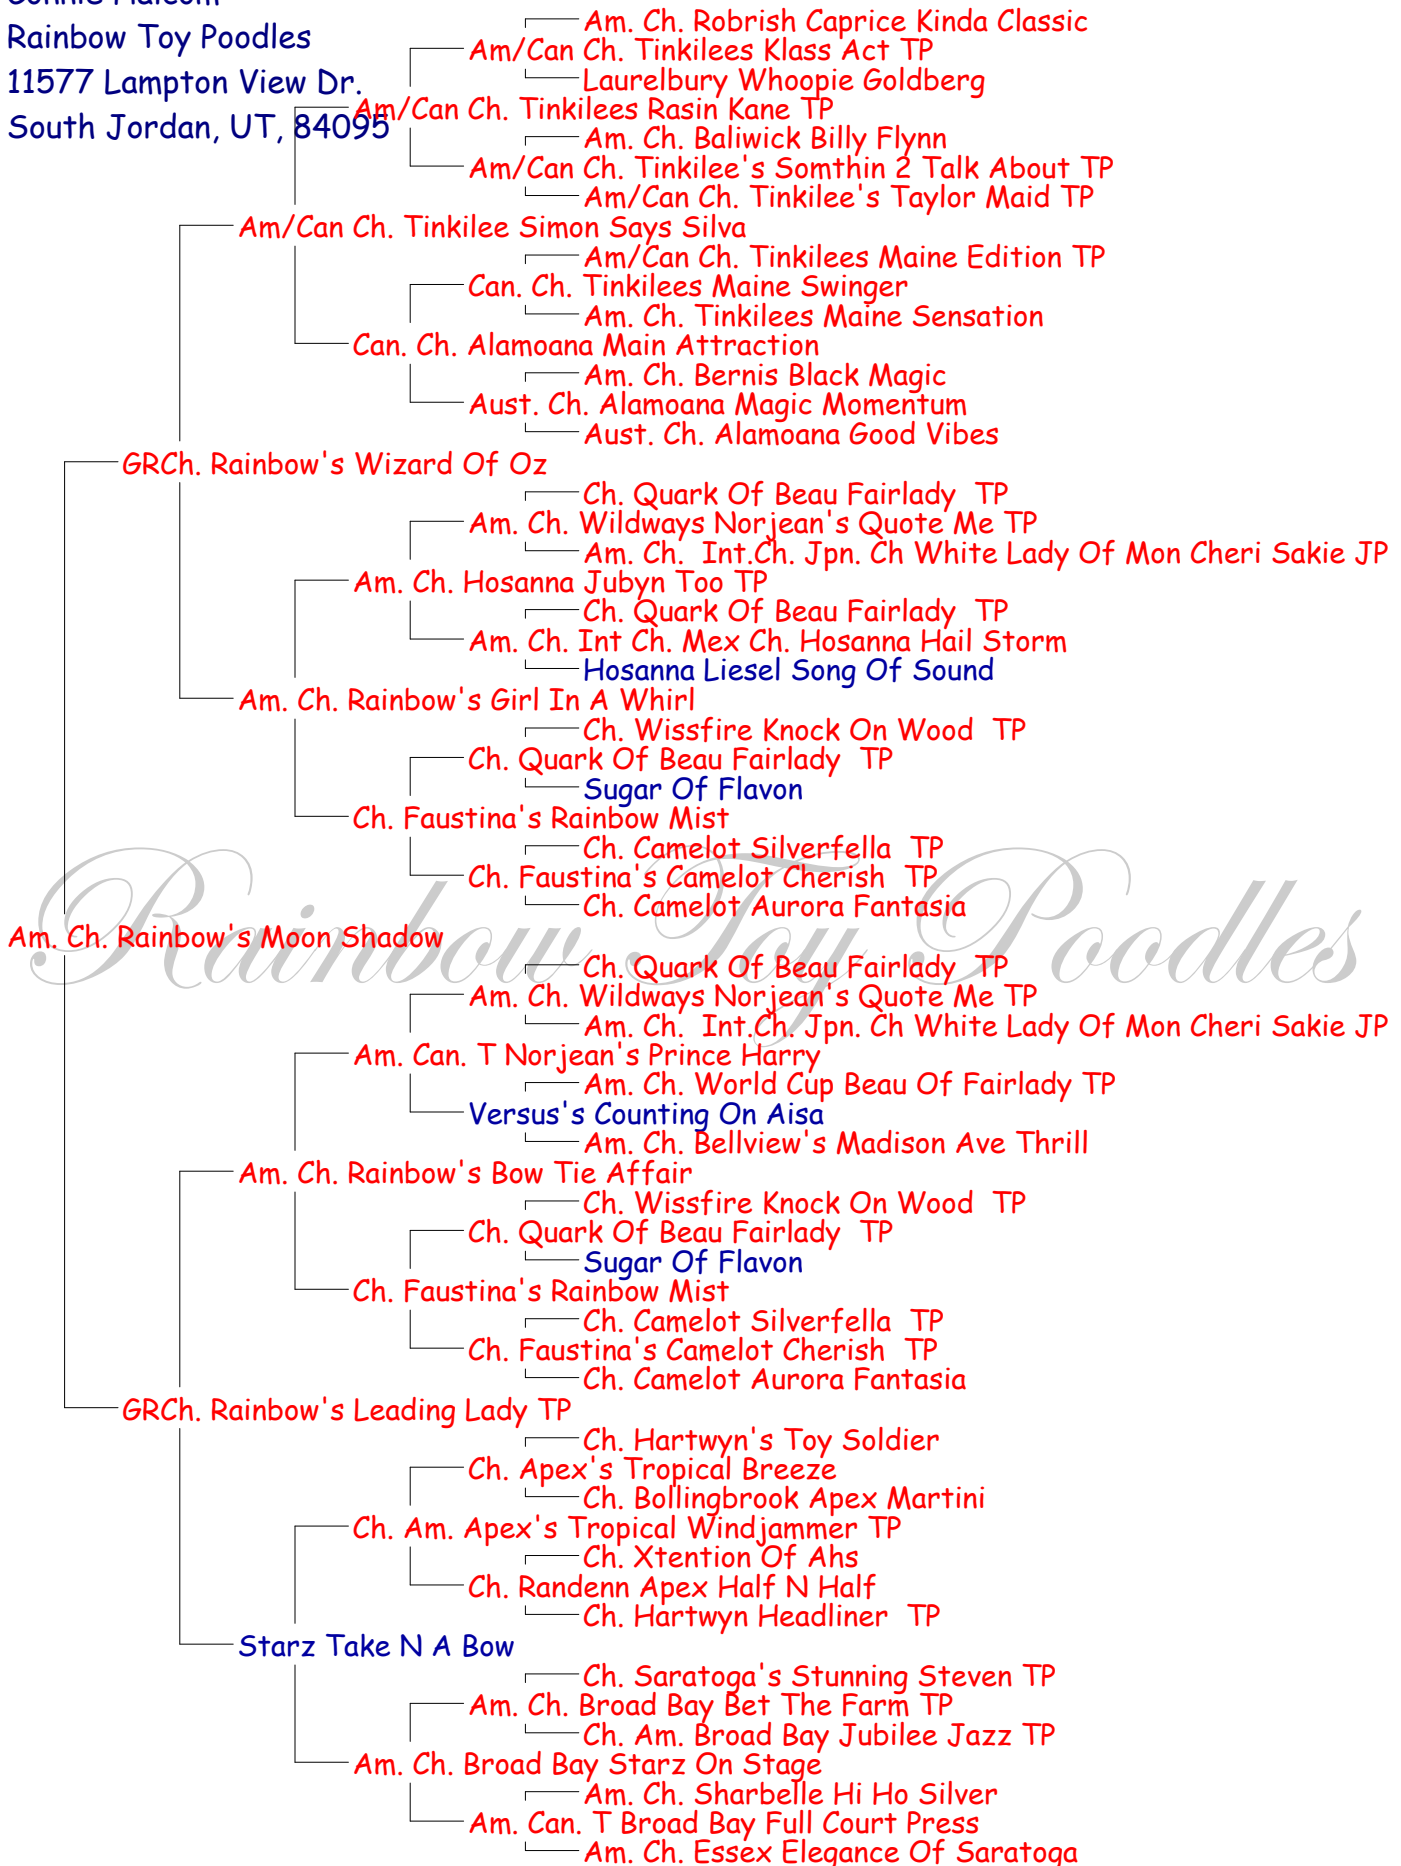 Rainbow Toy Poodles
11577 Lampton View Dr.
South Jordan, UT, 84095
Am. Ch. Robrish Caprice Kinda Classic
Am/Can Ch. Tinkilees Klass Act TP
Laurelbury Whoopie Goldberg
Am/Can Ch. Tinkilees Rasin Kane TP
Am. Ch. Baliwick Billy Flynn
Am/Can Ch. Tinkilee's Somthin 2 Talk About TP
Am/Can Ch. Tinkilee's Taylor Maid TP
Am/Can Ch. Tinkilee Simon Says Silva
Am/Can Ch. Tinkilees Maine Edition TP
Can. Ch. Tinkilees Maine Swinger
Am. Ch. Tinkilees Maine Sensation
Can. Ch. Alamoana Main Attraction
Am. Ch. Bernis Black Magic
Aust. Ch. Alamoana Magic Momentum
Aust. Ch. Alamoana Good Vibes
GRCh. Rainbow's Wizard Of Oz
Ch. Quark Of Beau Fairlady  TP
Am. Ch. Wildways Norjean's Quote Me TP
Am. Ch.  Int.Ch. Jpn. Ch White Lady Of Mon Cheri Sakie JP
Am. Ch. Hosanna Jubyn Too TP
Ch. Quark Of Beau Fairlady  TP
Am. Ch. Int Ch. Mex Ch. Hosanna Hail Storm
Hosanna Liesel Song Of Sound
Am. Ch. Rainbow's Girl In A Whirl
Ch. Wissfire Knock On Wood  TP
Ch. Quark Of Beau Fairlady  TP
Sugar Of Flavon
Ch. Faustina's Rainbow Mist
Ch. Camelot Silverfella  TP
Ch. Faustina's Camelot Cherish  TP
Ch. Camelot Aurora Fantasia
Am. Ch. Rainbow's Moon Shadow
Rainbow Toy Poodles
Ch. Quark Of Beau Fairlady  TP
Am. Ch. Wildways Norjean's Quote Me TP
Am. Ch.  Int.Ch. Jpn. Ch White Lady Of Mon Cheri Sakie JP
Am. Can. T Norjean's Prince Harry
Am. Ch. World Cup Beau Of Fairlady TP
Versus's Counting On Aisa
Am. Ch. Bellview's Madison Ave Thrill
Am. Ch. Rainbow's Bow Tie Affair
Ch. Wissfire Knock On Wood  TP
Ch. Quark Of Beau Fairlady  TP
Sugar Of Flavon
Ch. Faustina's Rainbow Mist
Ch. Camelot Silverfella  TP
Ch. Faustina's Camelot Cherish  TP
Ch. Camelot Aurora Fantasia
GRCh. Rainbow's Leading Lady TP
Ch. Hartwyn's Toy Soldier
Ch. Apex's Tropical Breeze
Ch. Bollingbrook Apex Martini
Ch. Am. Apex's Tropical Windjammer TP
Ch. Xtention Of Ahs
Ch. Randenn Apex Half N Half
Ch. Hartwyn Headliner  TP
Starz Take N A Bow
Ch. Saratoga's Stunning Steven TP
Am. Ch. Broad Bay Bet The Farm TP
Ch. Am. Broad Bay Jubilee Jazz TP
Am. Ch. Broad Bay Starz On Stage
Am. Ch. Sharbelle Hi Ho Silver
Am. Can. T Broad Bay Full Court Press
Am. Ch. Essex Elegance Of Saratoga